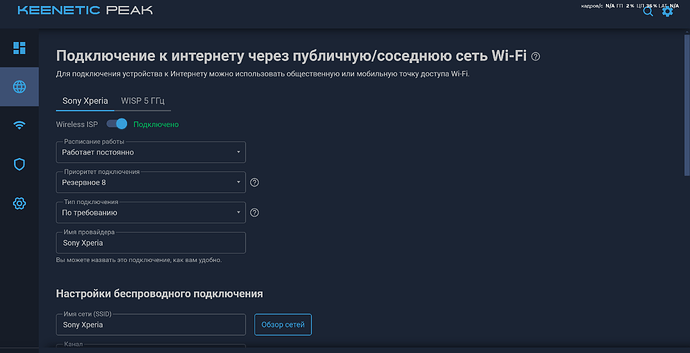 KEENETIC PEAK
кадров/с N/A ГП 2% ЦП 25% LAT N/A
Подключение к интернету через публичную/соседнюю сеть Wi-Fi
Для подключения устройства к Интернету можно использовать общественную или мобильную точку доступа Wi-Fi.
Sony Xperia WISP 5 ГГц
Wireless ISP Подключено
Расписание работы
Работает постоянно
Приоритет подключения
Резервное 8
Тип подключения
По требованию
Имя провайдера
Sony Xperia
Вы можете назвать это подключение, как вам удобно.
Настройки беспроводного подключения
Имя сети (SSID)
Sony Xperia Обзор сетей
Канал